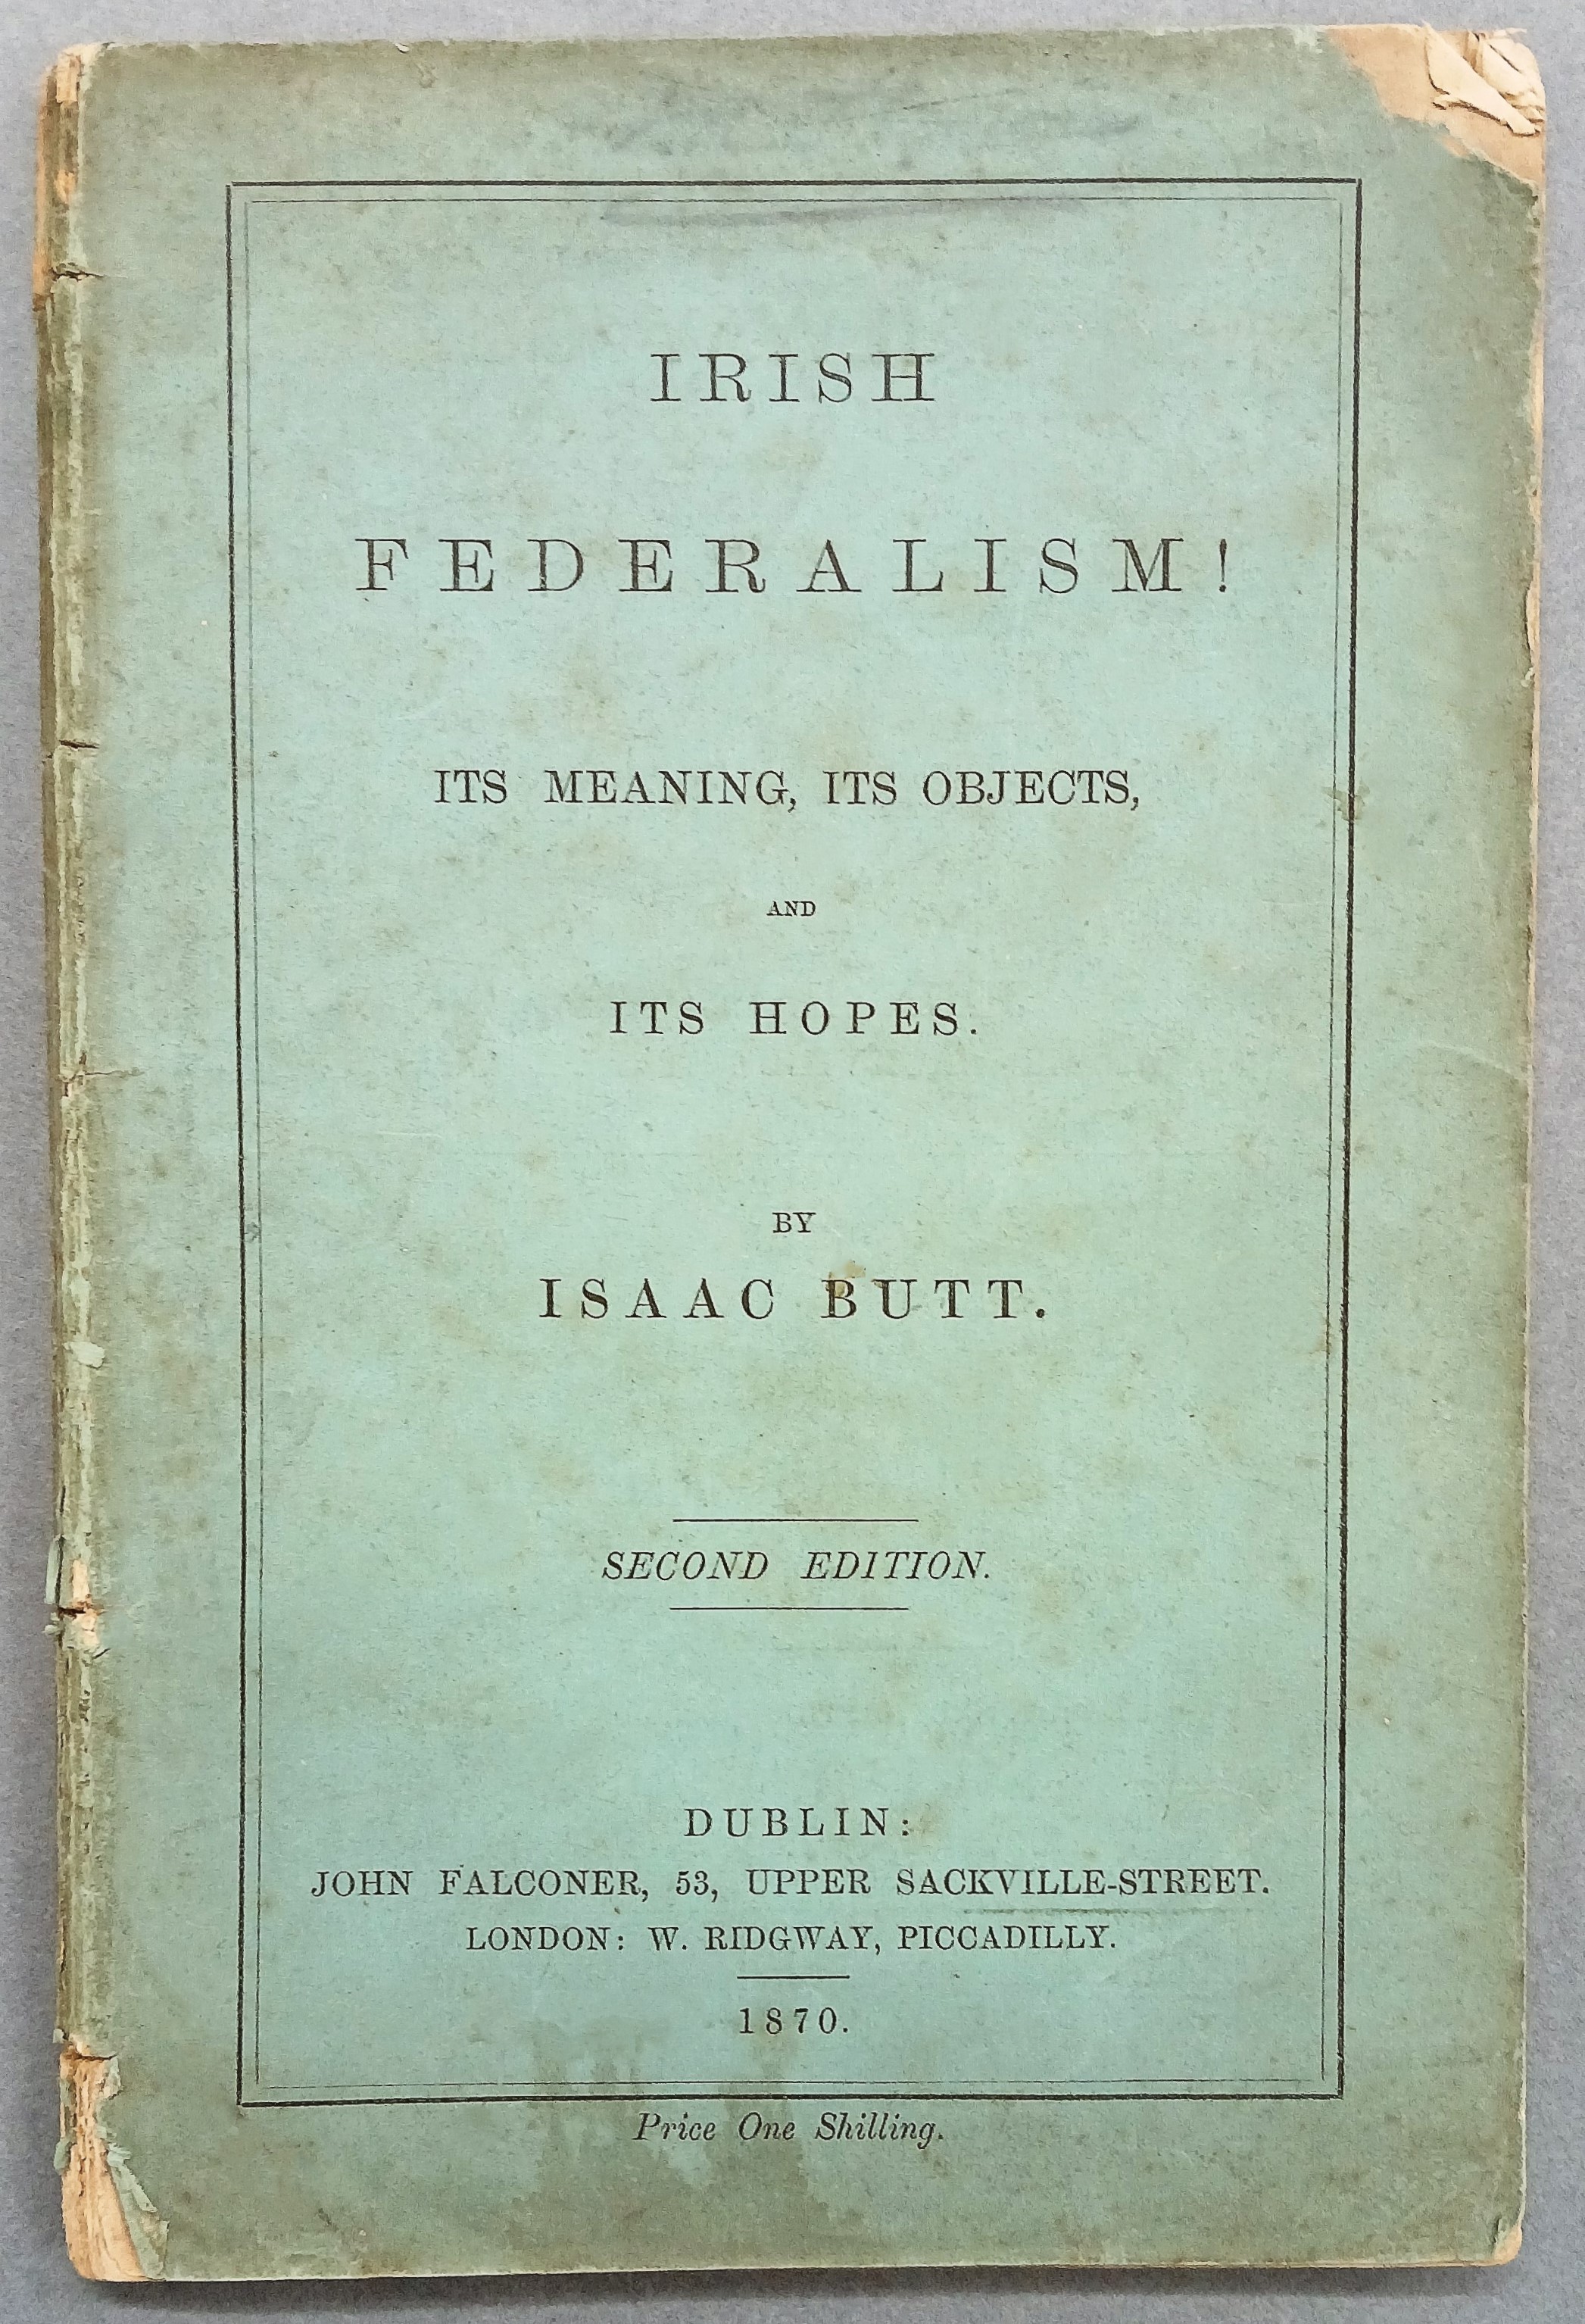 IRISH
FEDERALISM!
ITS MEANING, ITS OBJECTS,
AND
ITS HOPES.
BY
ISAAC BUTT.
SECOND EDITION.
DUBLIN:
JOHN FALCONER, 53, UPPER SACKVILLE-STREET.
LONDON: W. RIDGWAY, PICCADILLY.
1870.
Price One Shilling.